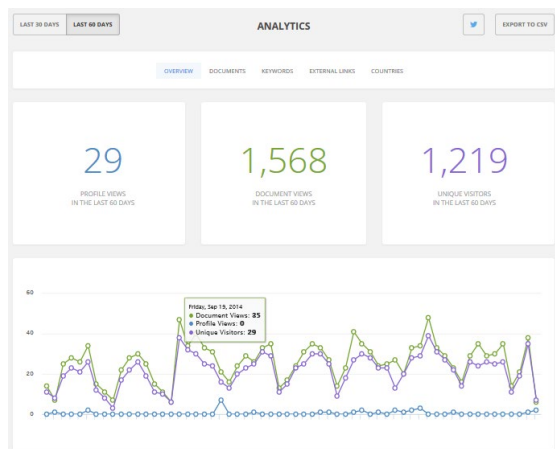 LAST 30 DAYS LAST 60 DAYS ANALYTICS EXPORT TO CSV
OVERVIEW DOCUMENTS KEYWORDS EXTERNAL LINKS COUNTRIES
29 1,568 1,219
PROFILE VIEWS DOCUMENT VIEWS UNIQUE VISITORS
IN THE LAST 60 DAYS IN THE LAST 60 DAYS IN THE LAST 60 DAYS
60
Friday, Sep 19, 2014
Document Views: 35
Profile Views: 0
Unique Visitors: 29
40
20
0